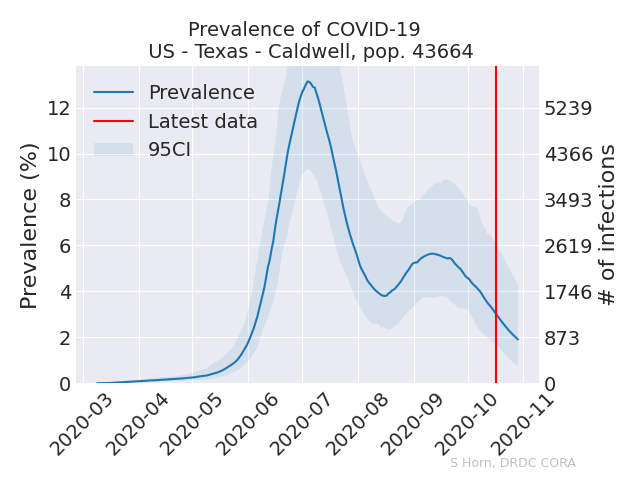 Prevalence of COVID-19
US - Texas - Caldwell, pop. 43664
Prevalence
Latest data
95CI
Prevalence (%)
12
10
8
6
4
2
0
5239
4366
3493
2619
1746
873
0
# of infections
2020-03
2020-04
2020-05
2020-06
2020-07
2020-08
2020-09
2020-10
2020-11
S Horn, DRDC CORA